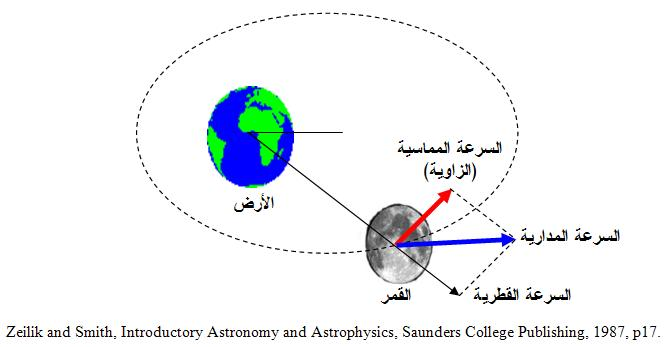 السرعة المماسية
(الزاوية)
الأرض
السرعة المدارية
القمر
السرعة القطرية
Zeilik and Smith, Introductory Astronomy and Astrophysics, Saunders College Publishing, 1987, p17.